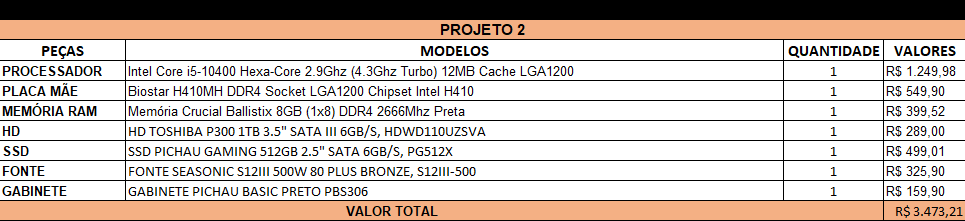 PROJETO 2
PEÇAS MODELOS QUANTIDADE VALORES
PROCESSADOR Intel Core i5-10400 Hexa-Core 2.9Ghz (4.3Ghz Turbo) 12MB Cache LGA1200 1 R$ 1.249,98
PLACA MÃE Biostar H410MH DDR4 Socket LGA1200 Chipset Intel H410 1 R$ 549,90
MEMÓRIA RAM Memória Crucial Ballistix 8GB (1x8) DDR4 2666Mhz Preta 1 R$ 399,52
HD HD TOSHIBA P300 1TB 3.5" SATA III 6GB/S, HDWD110UZSVA 1 R$ 289,00
SSD SSD PICHAU GAMING 512GB 2.5" SATA 6GB/S, PG512X 1 R$ 499,01
FONTE FONTE SEASONIC S12III 500W 80 PLUS BRONZE, S12III-500 1 R$ 325,90
GABINETE GABINETE PICHAU BASIC PRETO PBS306 1 R$ 159,90
VALOR TOTAL R$ 3.473,21